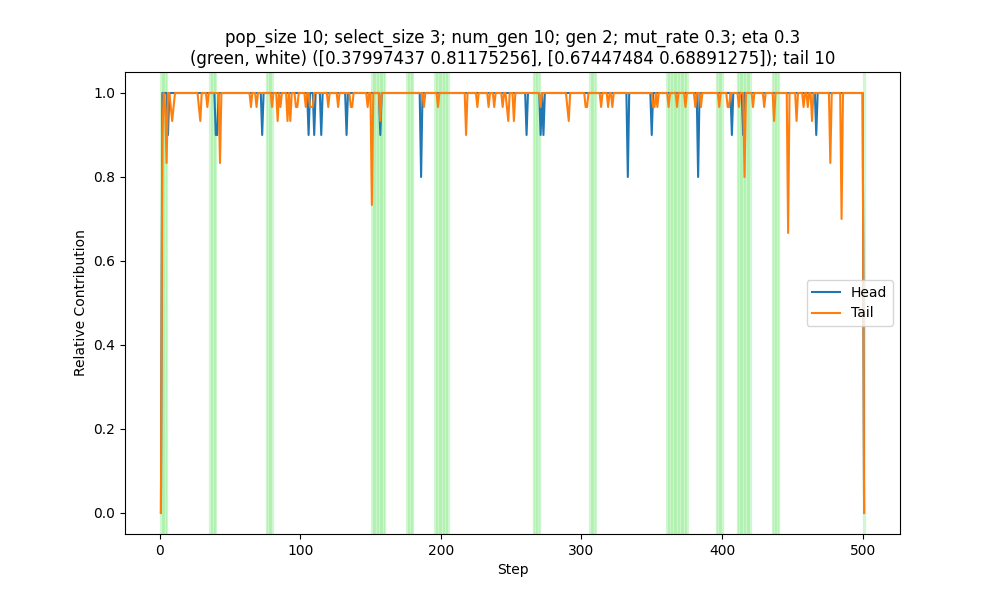 pop_size 10; select_size 3; num_gen 10; gen 2; mut_rate 0.3; eta 0.3
(green, white) ([0.37997437 0.81175256], [0.67447484 0.68891275]); tail 10
1.0
0.8
0.6
0.4
0.2
0.0
Relative Contribution
Head
Tail
0
100
200
300
400
500
Step